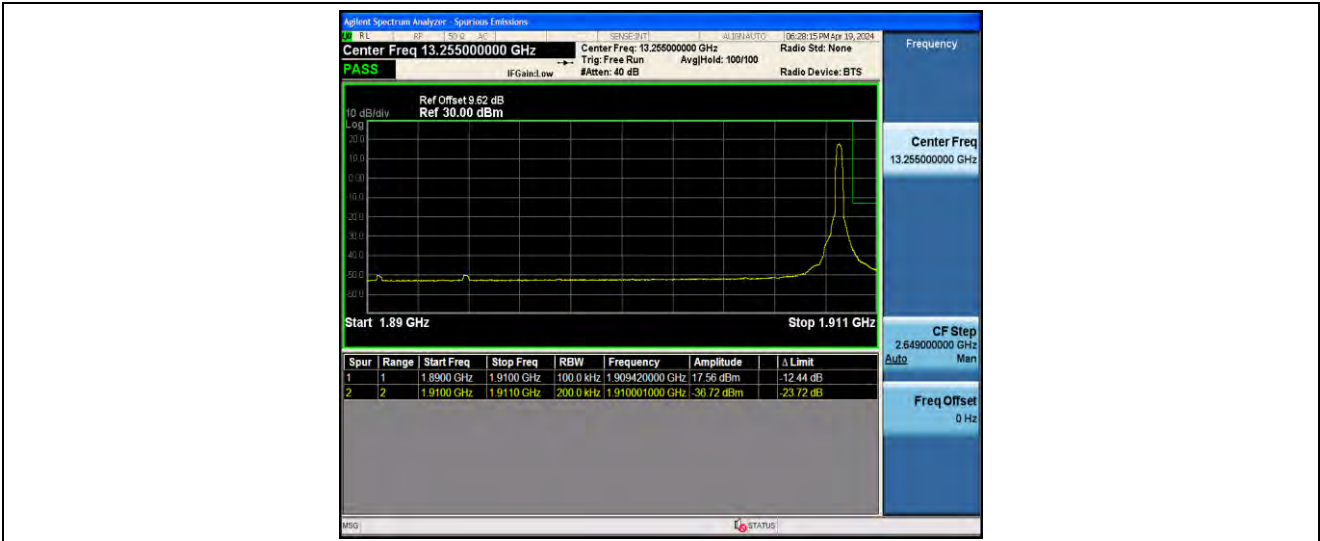 Agilent Spectrum Analyzer - Spurious Emissions
RL RF 50 Ω AC SENSE:INT ALIGNAUTO 06:28:15 PM Apr 19, 2024
Center Freq 13.255000000 GHz
Center Freq: 13.255000000 GHz
Radio Std: None
Trig: Free Run
Avg|Hold: 100/100
PASS
IFGain:Low
#Atten: 40 dB
Radio Device: BTS
Ref Offset 9.62 dB
10 dB/div
Ref 30.00 dBm
Log
20.0
10.0
0.00
-10.0
-20.0
-30.0
-40.0
-50.0
-60.0
Start 1.89 GHz
Stop 1.911 GHz
Spur Range Start Freq Stop Freq RBW Frequency Amplitude Δ Limit
1 1 1.8900 GHz 1.9100 GHz 100.0 kHz 1.909420000 GHz 17.56 dBm -12.44 dB
2 2 1.9100 GHz 1.9110 GHz 200.0 kHz 1.910001000 GHz -36.72 dBm -23.72 dB
Frequency
Center Freq
13.255000000 GHz
CF Step
2.649000000 GHz
Auto Man
Freq Offset
0 Hz
MSG
STATUS